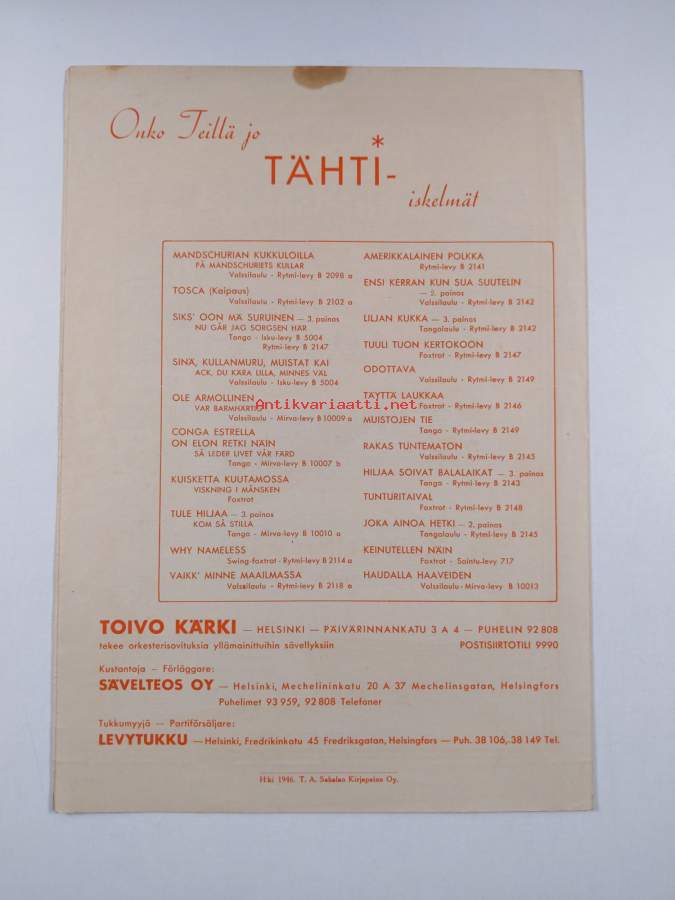 Onko Teillä jo
TÄHTI*-
iskelmät
MANDSCHURIAN KUKKULOILLA
PÅ MANDSCHURIETS KULLAR
Valssilaulu - Rytmi-levy B 2098 a
TOSCA (Kaipaus)
Valssilaulu - Rytmi-levy B 2102 a
SIKS' OON MÄ SURUINEN — 3. painos
NU GÅR JAG SORGSEN HÄR
Tango - Isku-levy B 5004
Rytmi-levy B 2147
SINÄ, KULLANMURU, MUISTAT KAI
ACK, DU KÄRA LILLA, MINNES VÄL
Valssilaulu - Isku-levy B 5004
OLE ARMOLLINEN
VAR BARMHÄRTIG
Valssilaulu - Mirva-levy B 10009 a
CONGA ESTRELLA
ON ELON RETKI NÄIN
SÅ LEDER LIVET VÅR FÄRD
Tango - Mirva-levy B 10007 b
KUISKETTA KUUTAMOSSA
VISKNING I MÅNSKEN
Foxtrot
TULE HILJAA — 3. painos
KOM SÅ STILLA
Tango - Mirva-levy B 10010 a
WHY NAMELESS
Swing-foxtrot - Rytmi-levy B 2114 a
VAIKK' MINNE MAAILMASSA
Valssilaulu - Rytmi-levy B 2118 a
AMERIKKALAINEN POLKKA
Rytmi-levy B 2141
ENSI KERRAN KUN SUA SUUTELIN
— 2. painos
Valssilaulu - Rytmi-levy B 2142
LILJAN KUKKA — 3. painos
Tangolaulu - Rytmi-levy B 2142
TUULI TUON KERTOKOON
Foxtrot - Rytmi-levy B 2147
ODOTTAVA
Valssilaulu - Rytmi-levy B 2149
TÄYTTÄ LAUKKAA
Foxtrot - Rytmi-levy B 2146
MUISTOJEN TIE
Tango - Rytmi-levy B 2149
RAKAS TUNTEMATON
Valssilaulu - Rytmi-levy B 2145
HILJAA SOIVAT BALALAIKAT — 3. painos
Tango - Rytmi-levy B 2143
TUNTURITAIVAL
Foxtrot - Rytmi-levy B 2148
JOKA AINOA HETKI — 2. painos
Tangolaulu - Rytmi-levy B 2145
KEINUTELLEN NÄIN
Foxtrot - Sointu-levy 717
HAUDALLA HAAVEIDEN
Valssilaulu - Mirva-levy B 10013
Antikvariaatti.net
TOIVO KÄRKI — HELSINKI — PÄIVÄRINNANKATU 3 A 4 — PUHELIN 92 808
tekee orkesterisovituksia yllämainittuihin sävellyksiin POSTISIIRTOTILI 9990
Kustantaja — Förläggare:
SÄVELTEOS OY — Helsinki, Mechelininkatu 20 A 37 Mechelinsgatan, Helsingfors
Puhelimet 93 959, 92 808 Telefoner
Tukkumyyjä — Partiförsäljare:
LEVYTUKKU — Helsinki, Fredrikinkatu 45 Fredriksgatan, Helsingfors — Puh. 38 106, 38 149 Tel.
H:ki 1946. T. A. Sahalan Kirjapaino Oy.